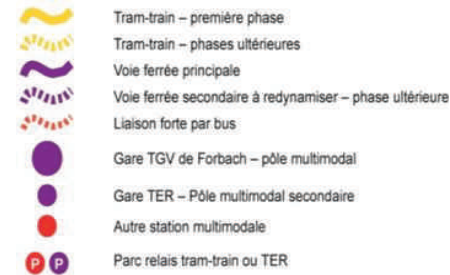 Tram-train – première phase
Tram-train – phases ultérieures
Voie ferrée principale
Voie ferrée secondaire à redynamiser – phase ultérieure
Liaison forte par bus
Gare TGV de Forbach – pôle multimodal
Gare TER – Pôle multimodal secondaire
Autre station multimodale
P P Parc relais tram-train ou TER